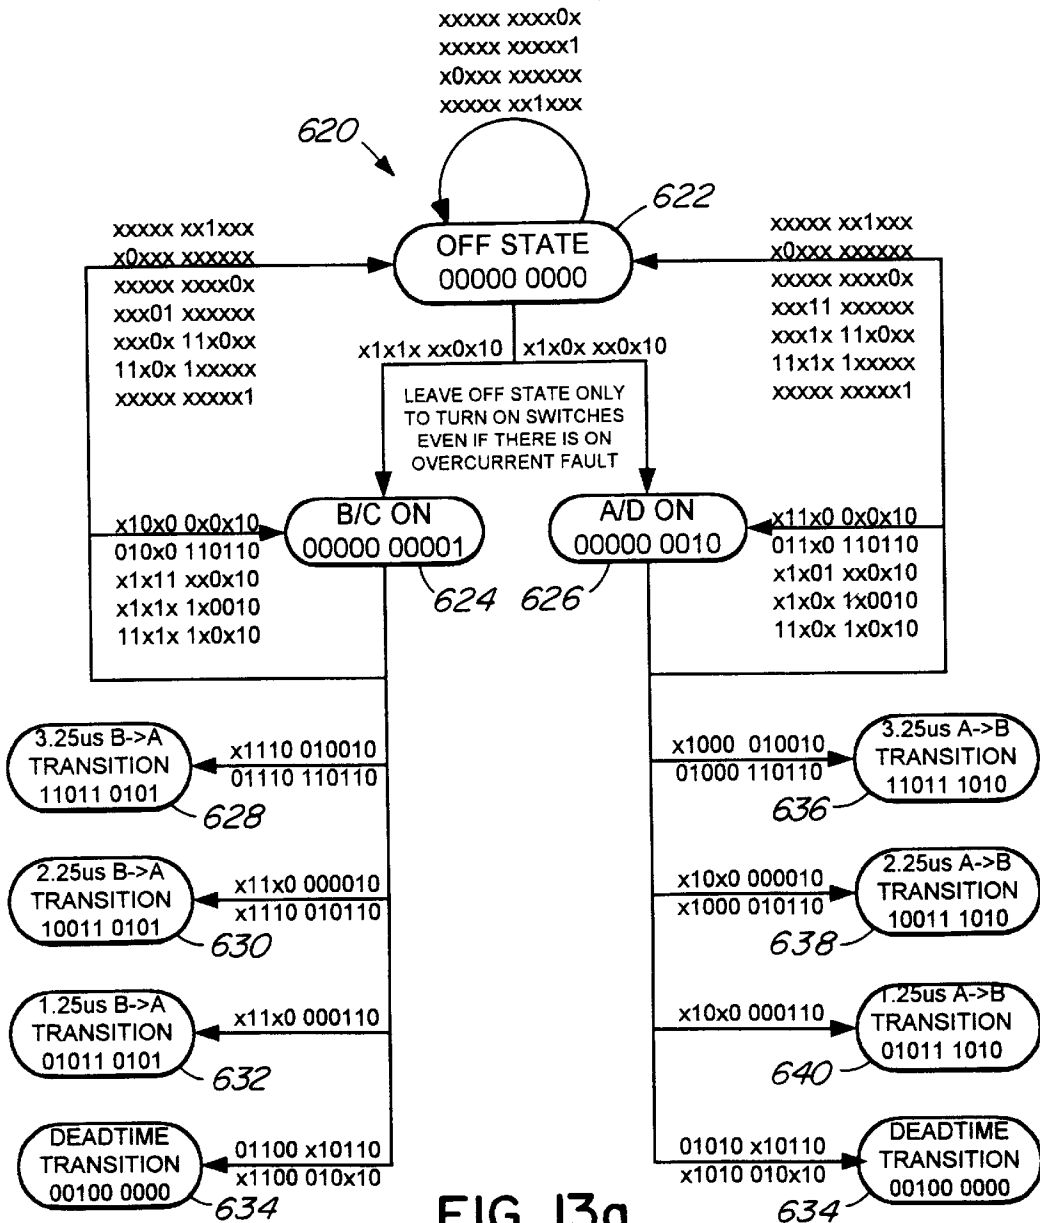 xxxxx xxxx0x
xxxxx xxxxx1
x0xxx xxxxxx
xxxxx xx1xxx
620
622
OFF STATE
00000 0000
xxxxx xx1xxx
x0xxx xxxxxx
xxxxx xxxx0x
xxx01 xxxxxx
xxx0x 11x0xx
11x0x 1xxxxx
xxxxx xxxxx1
xxxxx xx1xxx
x0xxx xxxxxx
xxxxx xxxx0x
xxx11 xxxxxx
xxx1x 11x0xx
11x1x 1xxxxx
xxxxx xxxxx1
x1x1x xx0x10
x1x0x xx0x10
LEAVE OFF STATE ONLY
TO TURN ON SWITCHES
EVEN IF THERE IS ON
OVERCURRENT FAULT
B/C ON
00000 00001
624
A/D ON
00000 0010
626
x10x0 0x0x10
010x0 110110
x1x11 xx0x10
x1x1x 1x0010
11x1x 1x0x10
x11x0 0x0x10
011x0 110110
x1x01 xx0x10
x1x0x 1x0010
11x0x 1x0x10
3.25us B->A
TRANSITION
11011 0101
628
x1110 010010
01110 110110
x1000 010010
01000 110110
3.25us A->B
TRANSITION
11011 1010
636
2.25us B->A
TRANSITION
10011 0101
630
x11x0 000010
x1110 010110
x10x0 000010
x1000 010110
2.25us A->B
TRANSITION
10011 1010
638
1.25us B->A
TRANSITION
01011 0101
632
x11x0 000110
x10x0 000110
1.25us A->B
TRANSITION
01011 1010
640
DEADTIME
TRANSITION
00100 0000
634
01100 x10110
x1100 010x10
01010 x10110
x1010 010x10
DEADTIME
TRANSITION
00100 0000
634
FIG. 13a